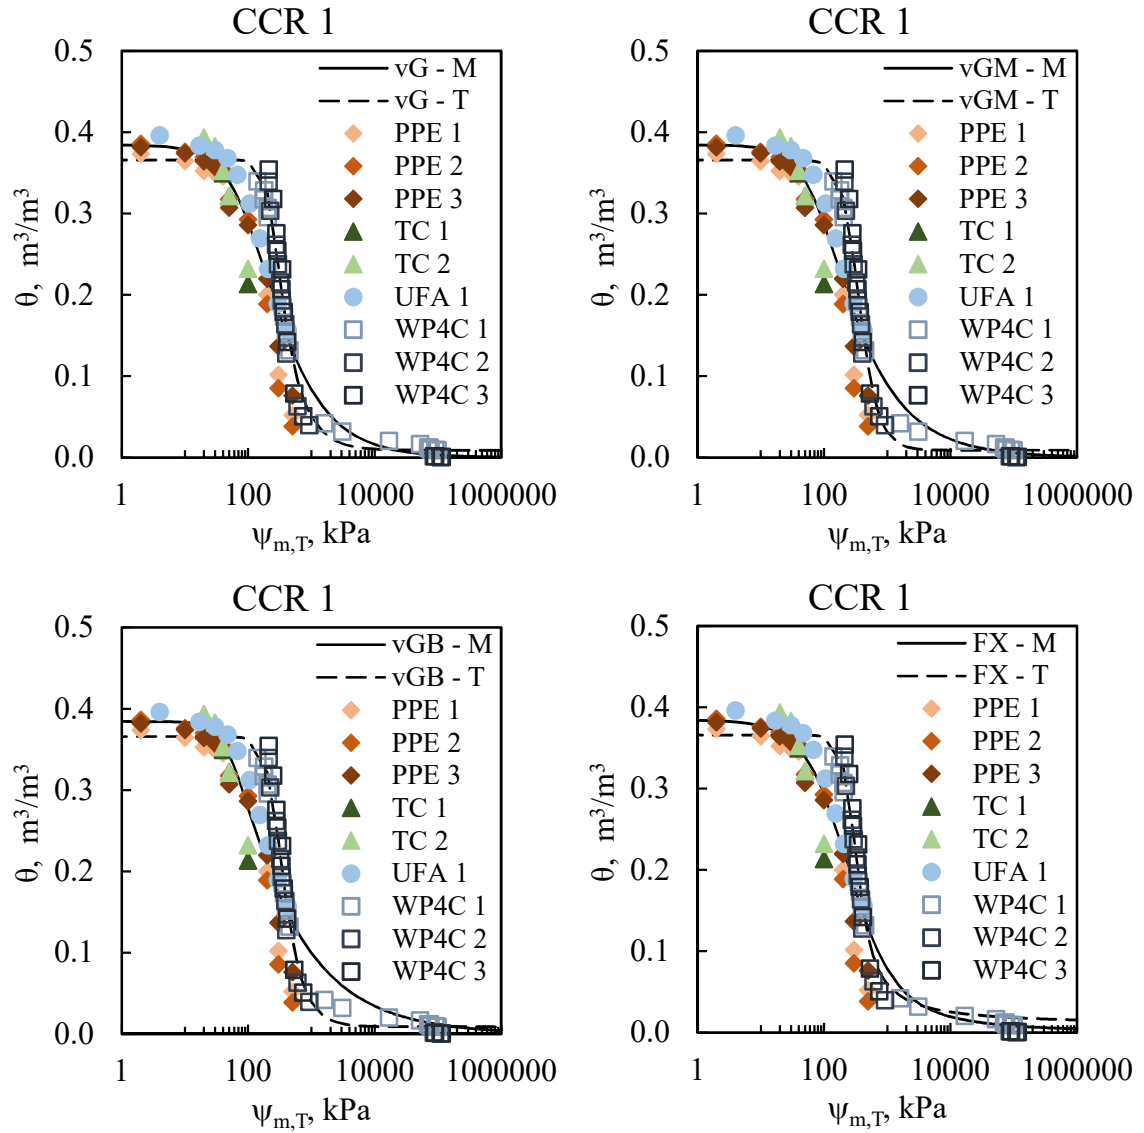 CCR 1
0.5
0.4
0.3
0.2
0.1
0.0
θ, m³/m³
vG - M
vG - T
PPE 1
PPE 2
PPE 3
TC 1
TC 2
UFA 1
WP4C 1
WP4C 2
WP4C 3
1 100 10000 1000000
ψm,T, kPa
CCR 1
0.5
0.4
0.3
0.2
0.1
0.0
θ, m³/m³
vGM - M
vGM - T
PPE 1
PPE 2
PPE 3
TC 1
TC 2
UFA 1
WP4C 1
WP4C 2
WP4C 3
1 100 10000 1000000
ψm,T, kPa
CCR 1
0.5
0.4
0.3
0.2
0.1
0.0
θ, m³/m³
vGB - M
vGB - T
PPE 1
PPE 2
PPE 3
TC 1
TC 2
UFA 1
WP4C 1
WP4C 2
WP4C 3
1 100 10000 1000000
ψm,T, kPa
CCR 1
0.5
0.4
0.3
0.2
0.1
0.0
θ, m³/m³
FX - M
FX - T
PPE 1
PPE 2
PPE 3
TC 1
TC 2
UFA 1
WP4C 1
WP4C 2
WP4C 3
1 100 10000 1000000
ψm,T, kPa